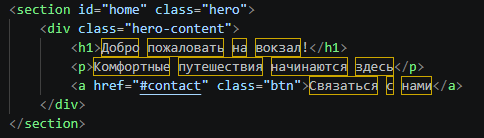 <section id="home" class="hero">
<div class="hero-content">
<h1>Добро пожаловать на вокзал!</h1>
<p>Комфортные путешествия начинаются здесь</p>
<a href="#contact" class="btn">Связаться с нами</a>
</div>
</section>